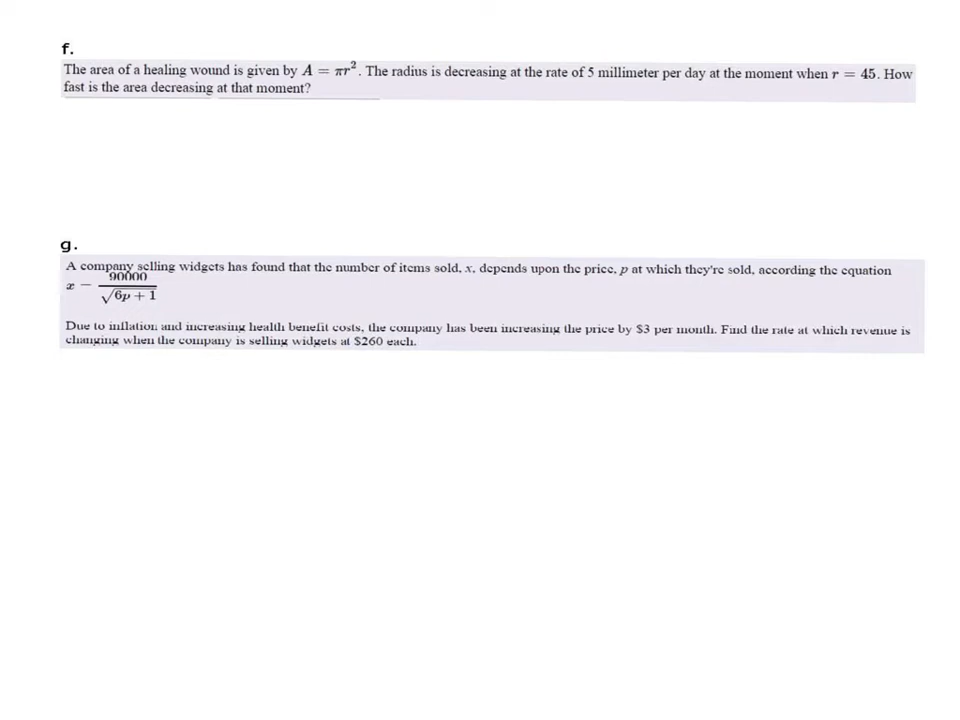 f.
The area of a healing wound is given by A = πr². The radius is decreasing at the rate of 5 millimeter per day at the moment when r = 45. How
fast is the area decreasing at that moment?
g.
A company selling widgets has found that the number of items sold, x, depends upon the price, p at which they're sold, according the equation
x = 90000 / √(6p + 1)
Due to inflation and increasing health benefit costs, the company has been increasing the price by $3 per month. Find the rate at which revenue is
changing when the company is selling widgets at $260 each.